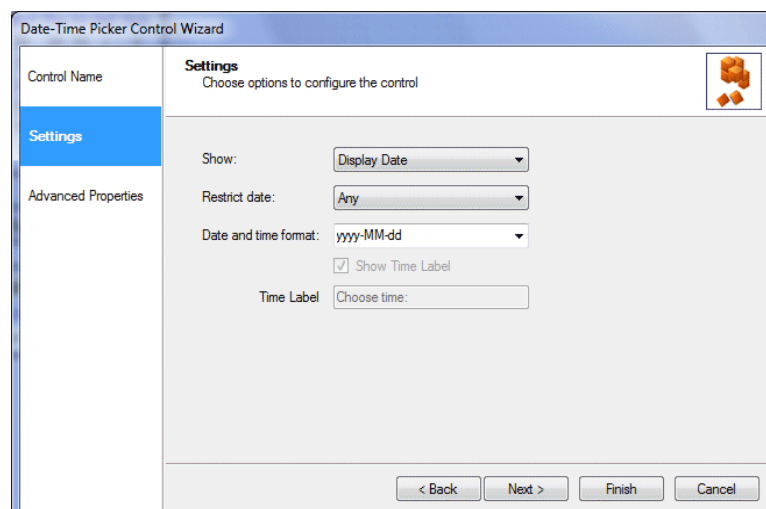 Date-Time Picker Control Wizard
Control Name
Settings
Advanced Properties
Settings
Choose options to configure the control
Show: Display Date
Restrict date: Any
Date and time format: yyyy-MM-dd
Show Time Label
Time Label Choose time:
< Back Next > Finish Cancel